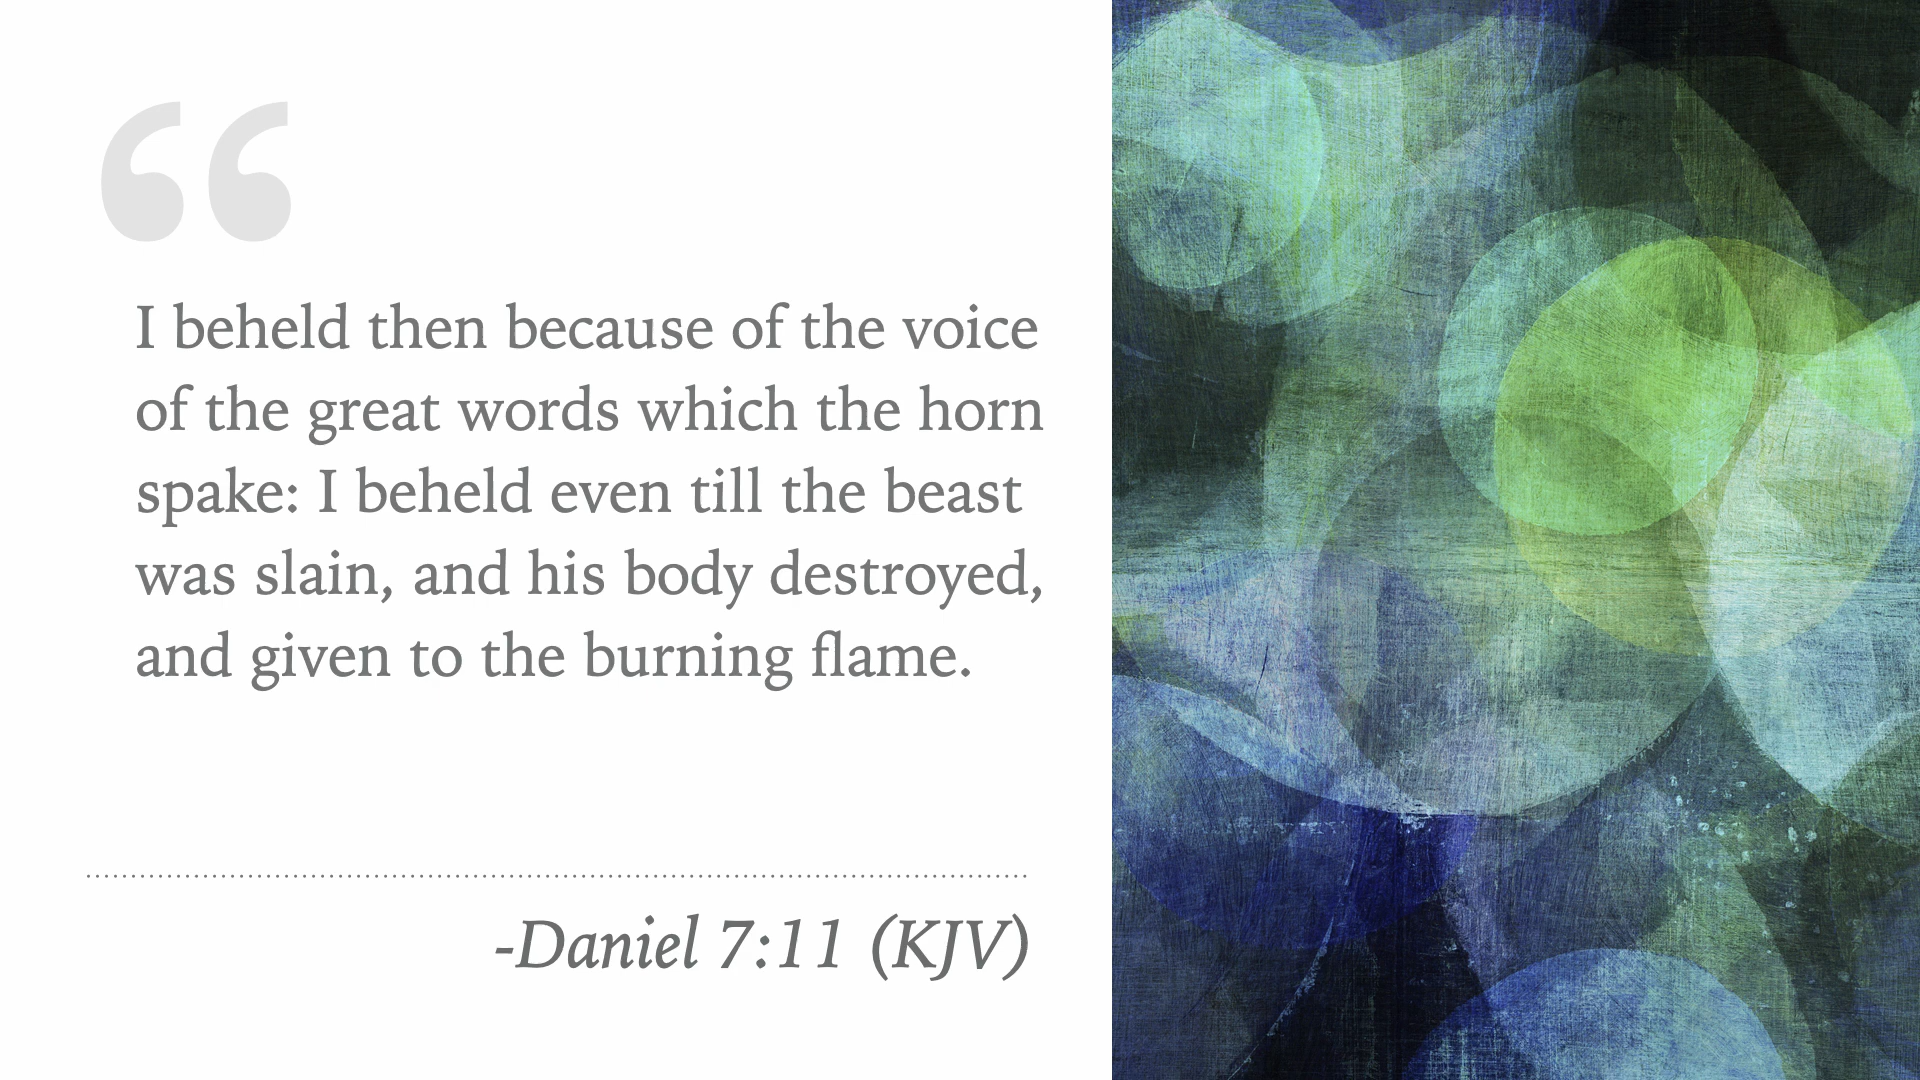 “
I beheld then because of the voice
of the great words which the horn
spake: I beheld even till the beast
was slain, and his body destroyed,
and given to the burning flame.
-Daniel 7:11 (KJV)